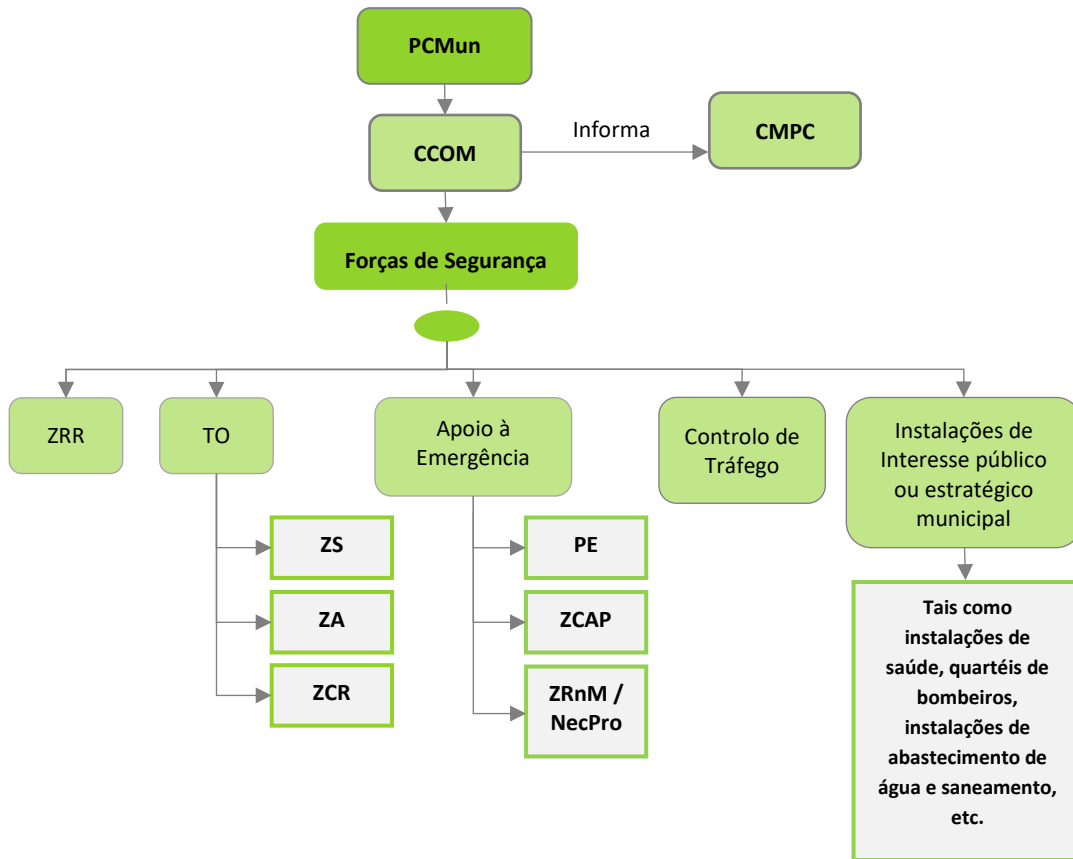 PCMun
CCOM
Informa
CMPC
Forças de Segurança
ZRR
TO
Apoio à
Emergência
Controlo de
Tráfego
Instalações de
Interesse público
ou estratégico
municipal
ZS
ZA
ZCR
PE
ZCAP
ZRnM /
NecPro
Tais como
instalações de
saúde, quartéis de
bombeiros,
instalações de
abastecimento de
água e saneamento,
etc.